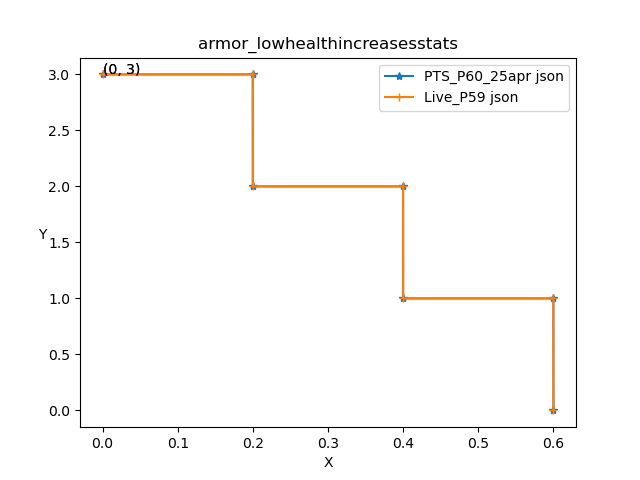 armor_lowhealthincreasesstats
(0, 3)
PTS_P60_25apr json
Live_P59 json
3.0
2.5
2.0
Y
1.5
1.0
0.5
0.0
0.0 0.1 0.2 0.3 0.4 0.5 0.6
X